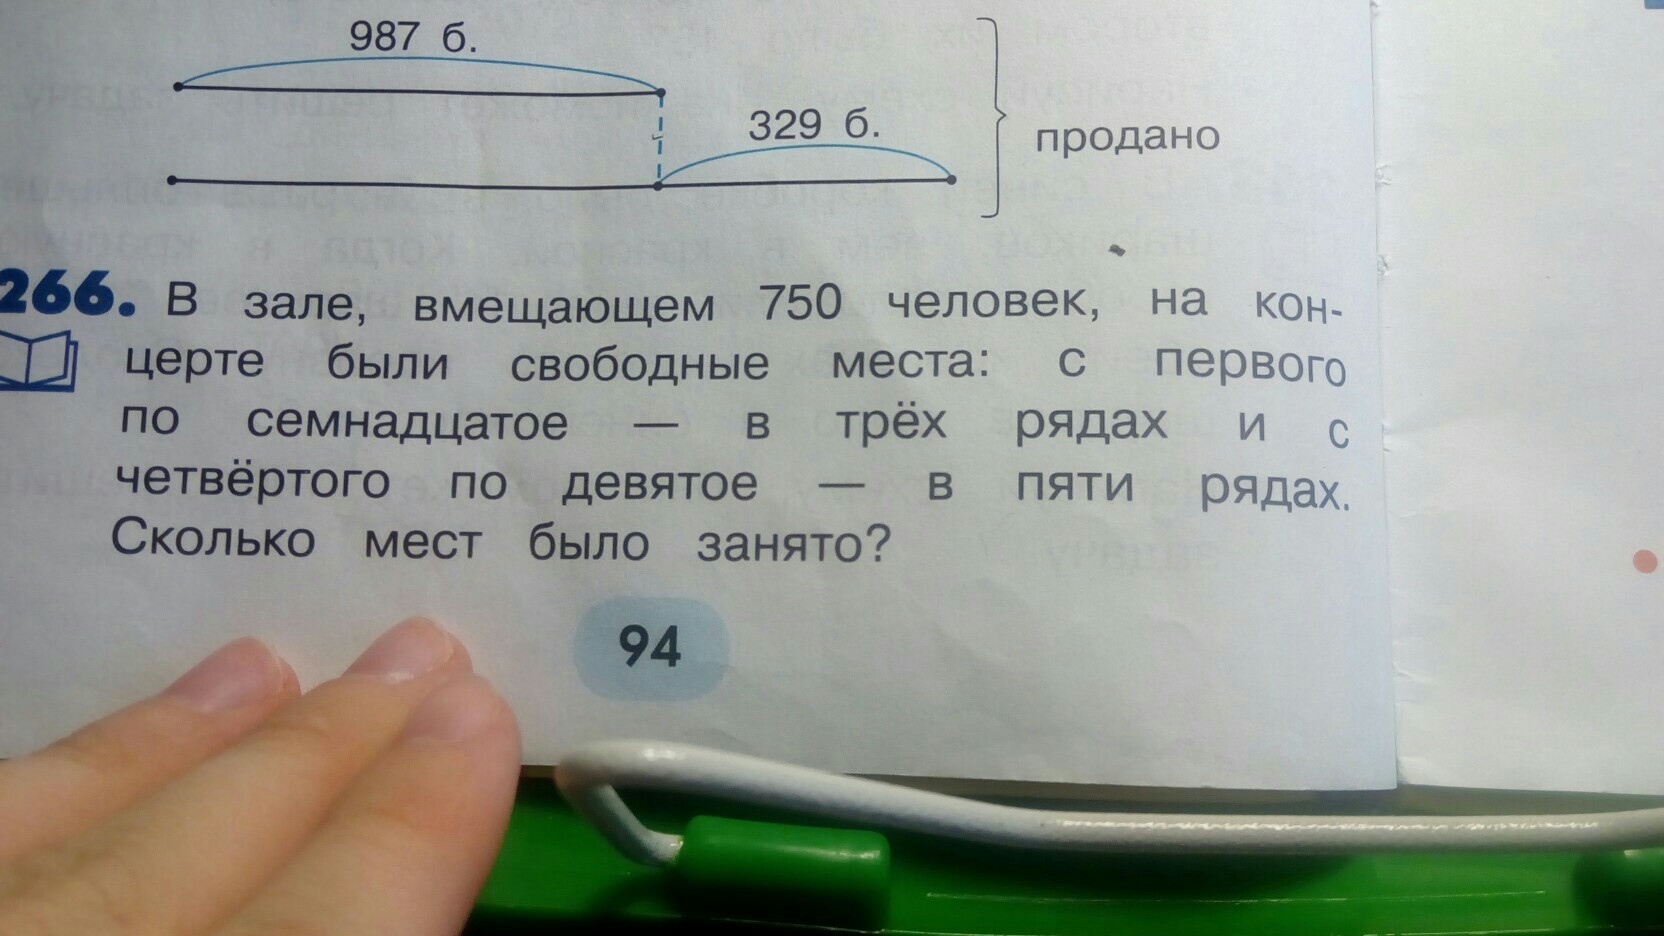 987 б.
329 б.
продано
266. В зале, вмещающем 750 человек, на кон-
церте были свободные места: с первого
по семнадцатое — в трёх рядах и с
четвёртого по девятое — в пяти рядах.
Сколько мест было занято?
94